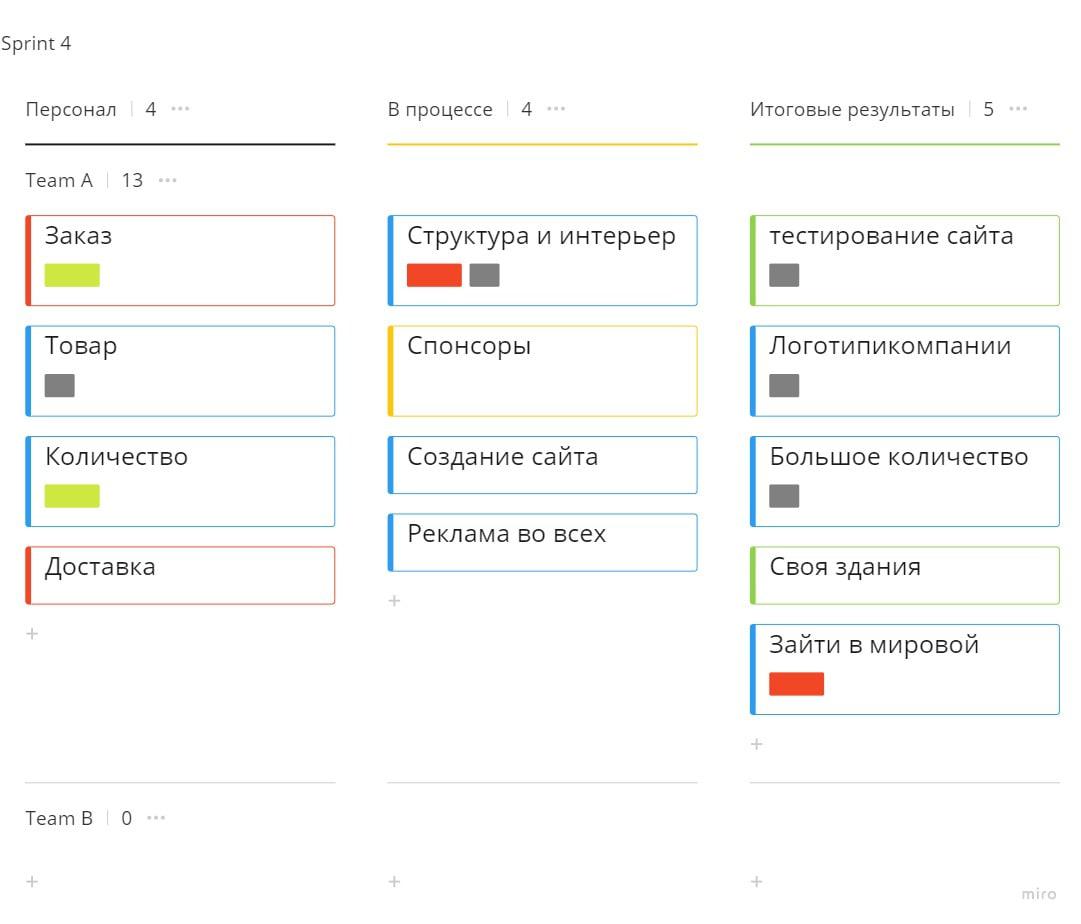 Sprint 4
Персонал 4
В процессе 4
Итоговые результаты 5
Team A 13
Заказ
Товар
Количество
Доставка
Структура и интерьер
Спонсоры
Создание сайта
Реклама во всех
тестирование сайта
Логотипикомпании
Большое количество
Своя здания
Зайти в мировой
Team B 0
miro